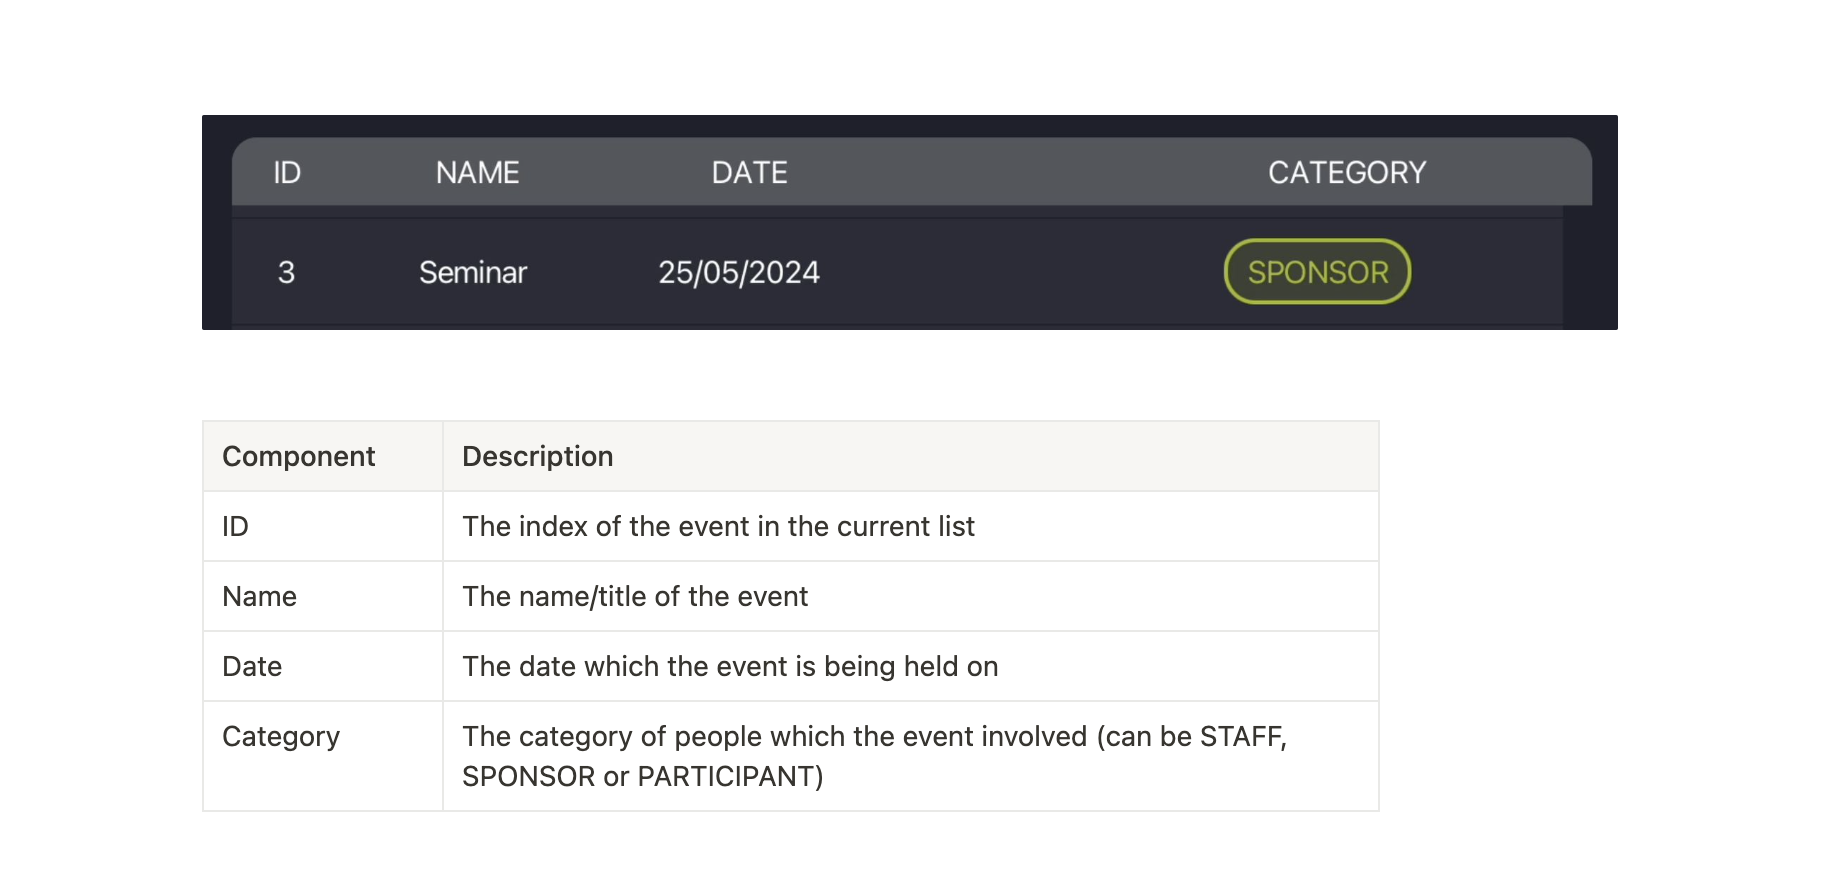 ID NAME DATE CATEGORY
3 Seminar 25/05/2024 SPONSOR
Component Description
ID The index of the event in the current list
Name The name/title of the event
Date The date which the event is being held on
Category The category of people which the event involved (can be STAFF,
SPONSOR or PARTICIPANT)